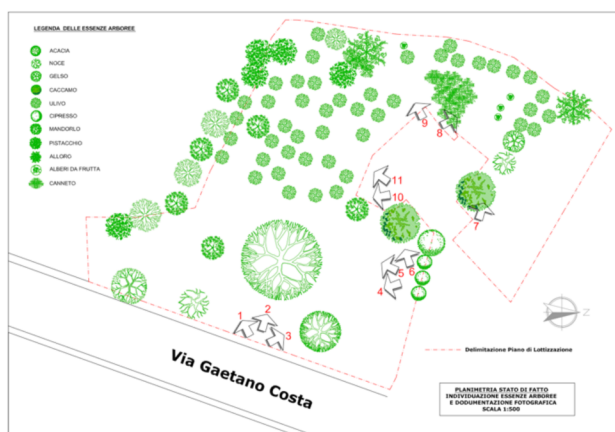 LEGENDA DELLE ESSENZE ARBOREE
ACACIA
NOCE
GELSO
CACCAMO
ULIVO
CIPRESSO
MANDORLO
PISTACCHIO
ALLORO
ALBERI DA FRUTTA
CANNETO
9
8
11
10
7
6
5
4
2
1
3
Z
Via Gaetano Costa
Delimitazione Piano di Luttizzazione
PLANIMETRIA STATO DI FATTO
INDIVIDUAZIONE ESSENZE ARBOREE
E DODUMENTAZIONE FOTOGRAFICA
SCALA 1:500